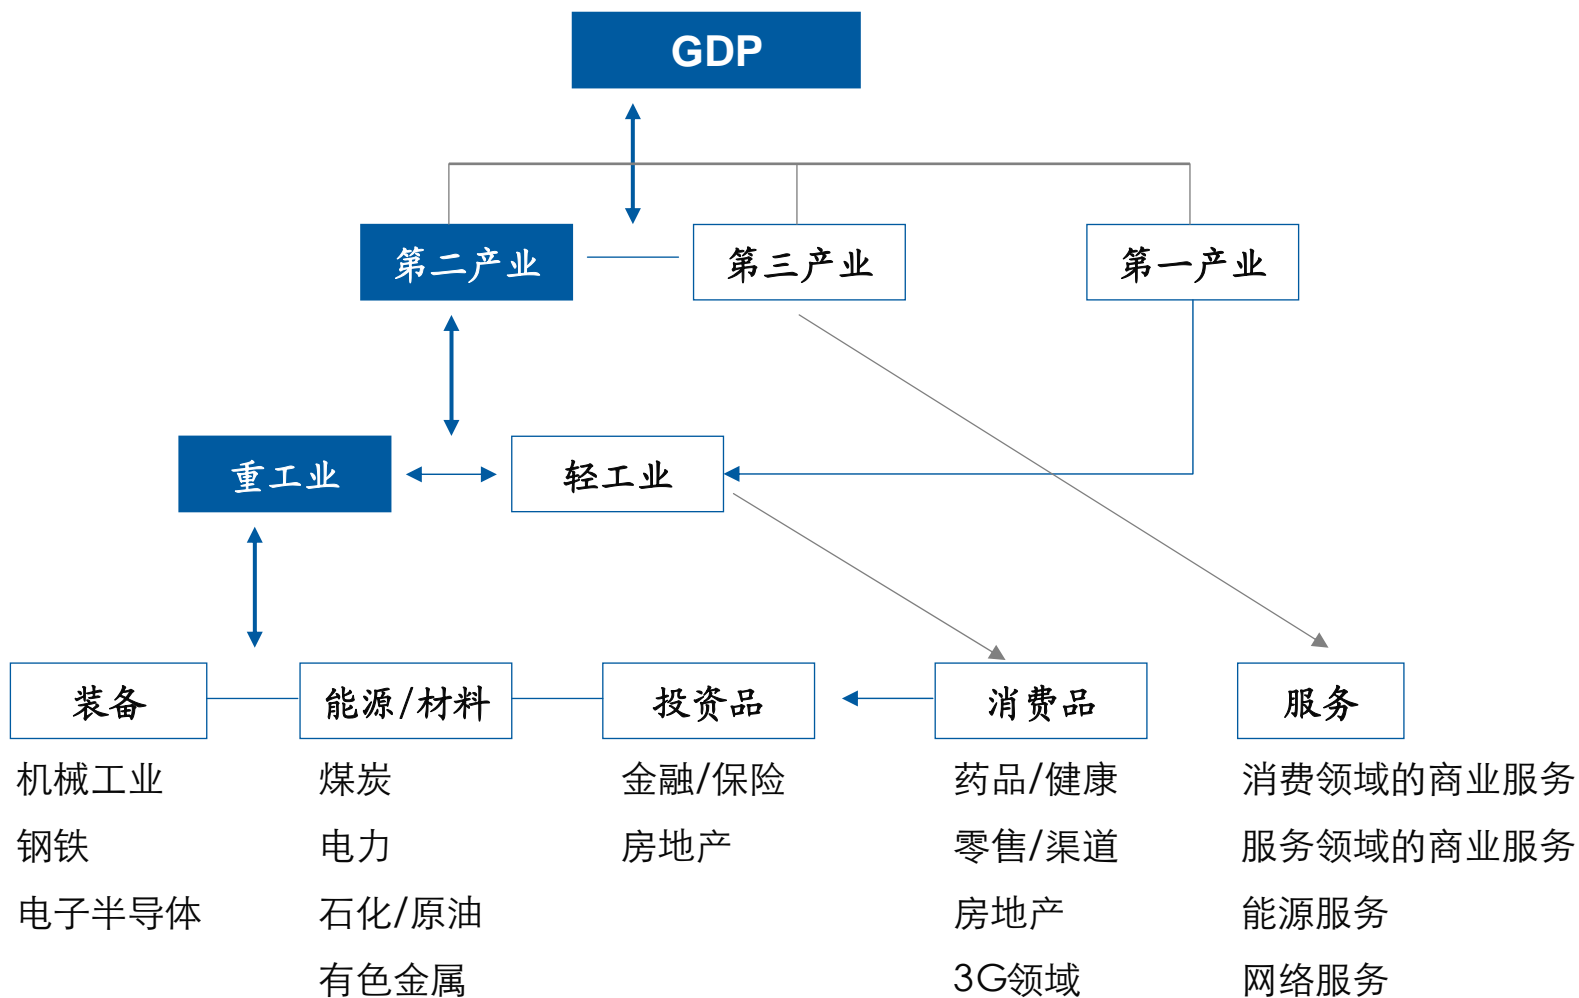 GDP
第二产业
第三产业
第一产业
重工业
轻工业
装备
能源/材料
投资品
消费品
服务
机械工业
煤炭
金融/保险
药品/健康
消费领域的商业服务
钢铁
电力
房地产
零售/渠道
服务领域的商业服务
电子半导体
石化/原油
房地产
能源服务
有色金属
3G领域
网络服务